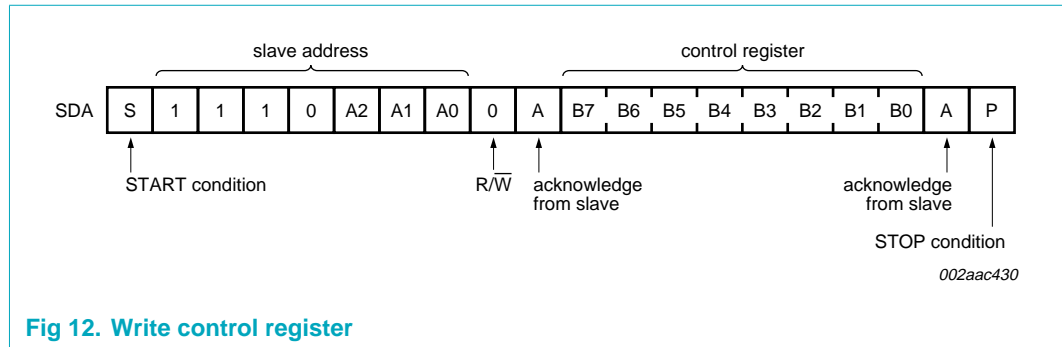 slave address control register
SDA S 1 1 1 0 A2 A1 A0 0 A B7 B6 B5 B4 B3 B2 B1 B0 A P
START condition R/W̅ acknowledge from slave acknowledge from slave
STOP condition
002aac430
Fig 12. Write control register